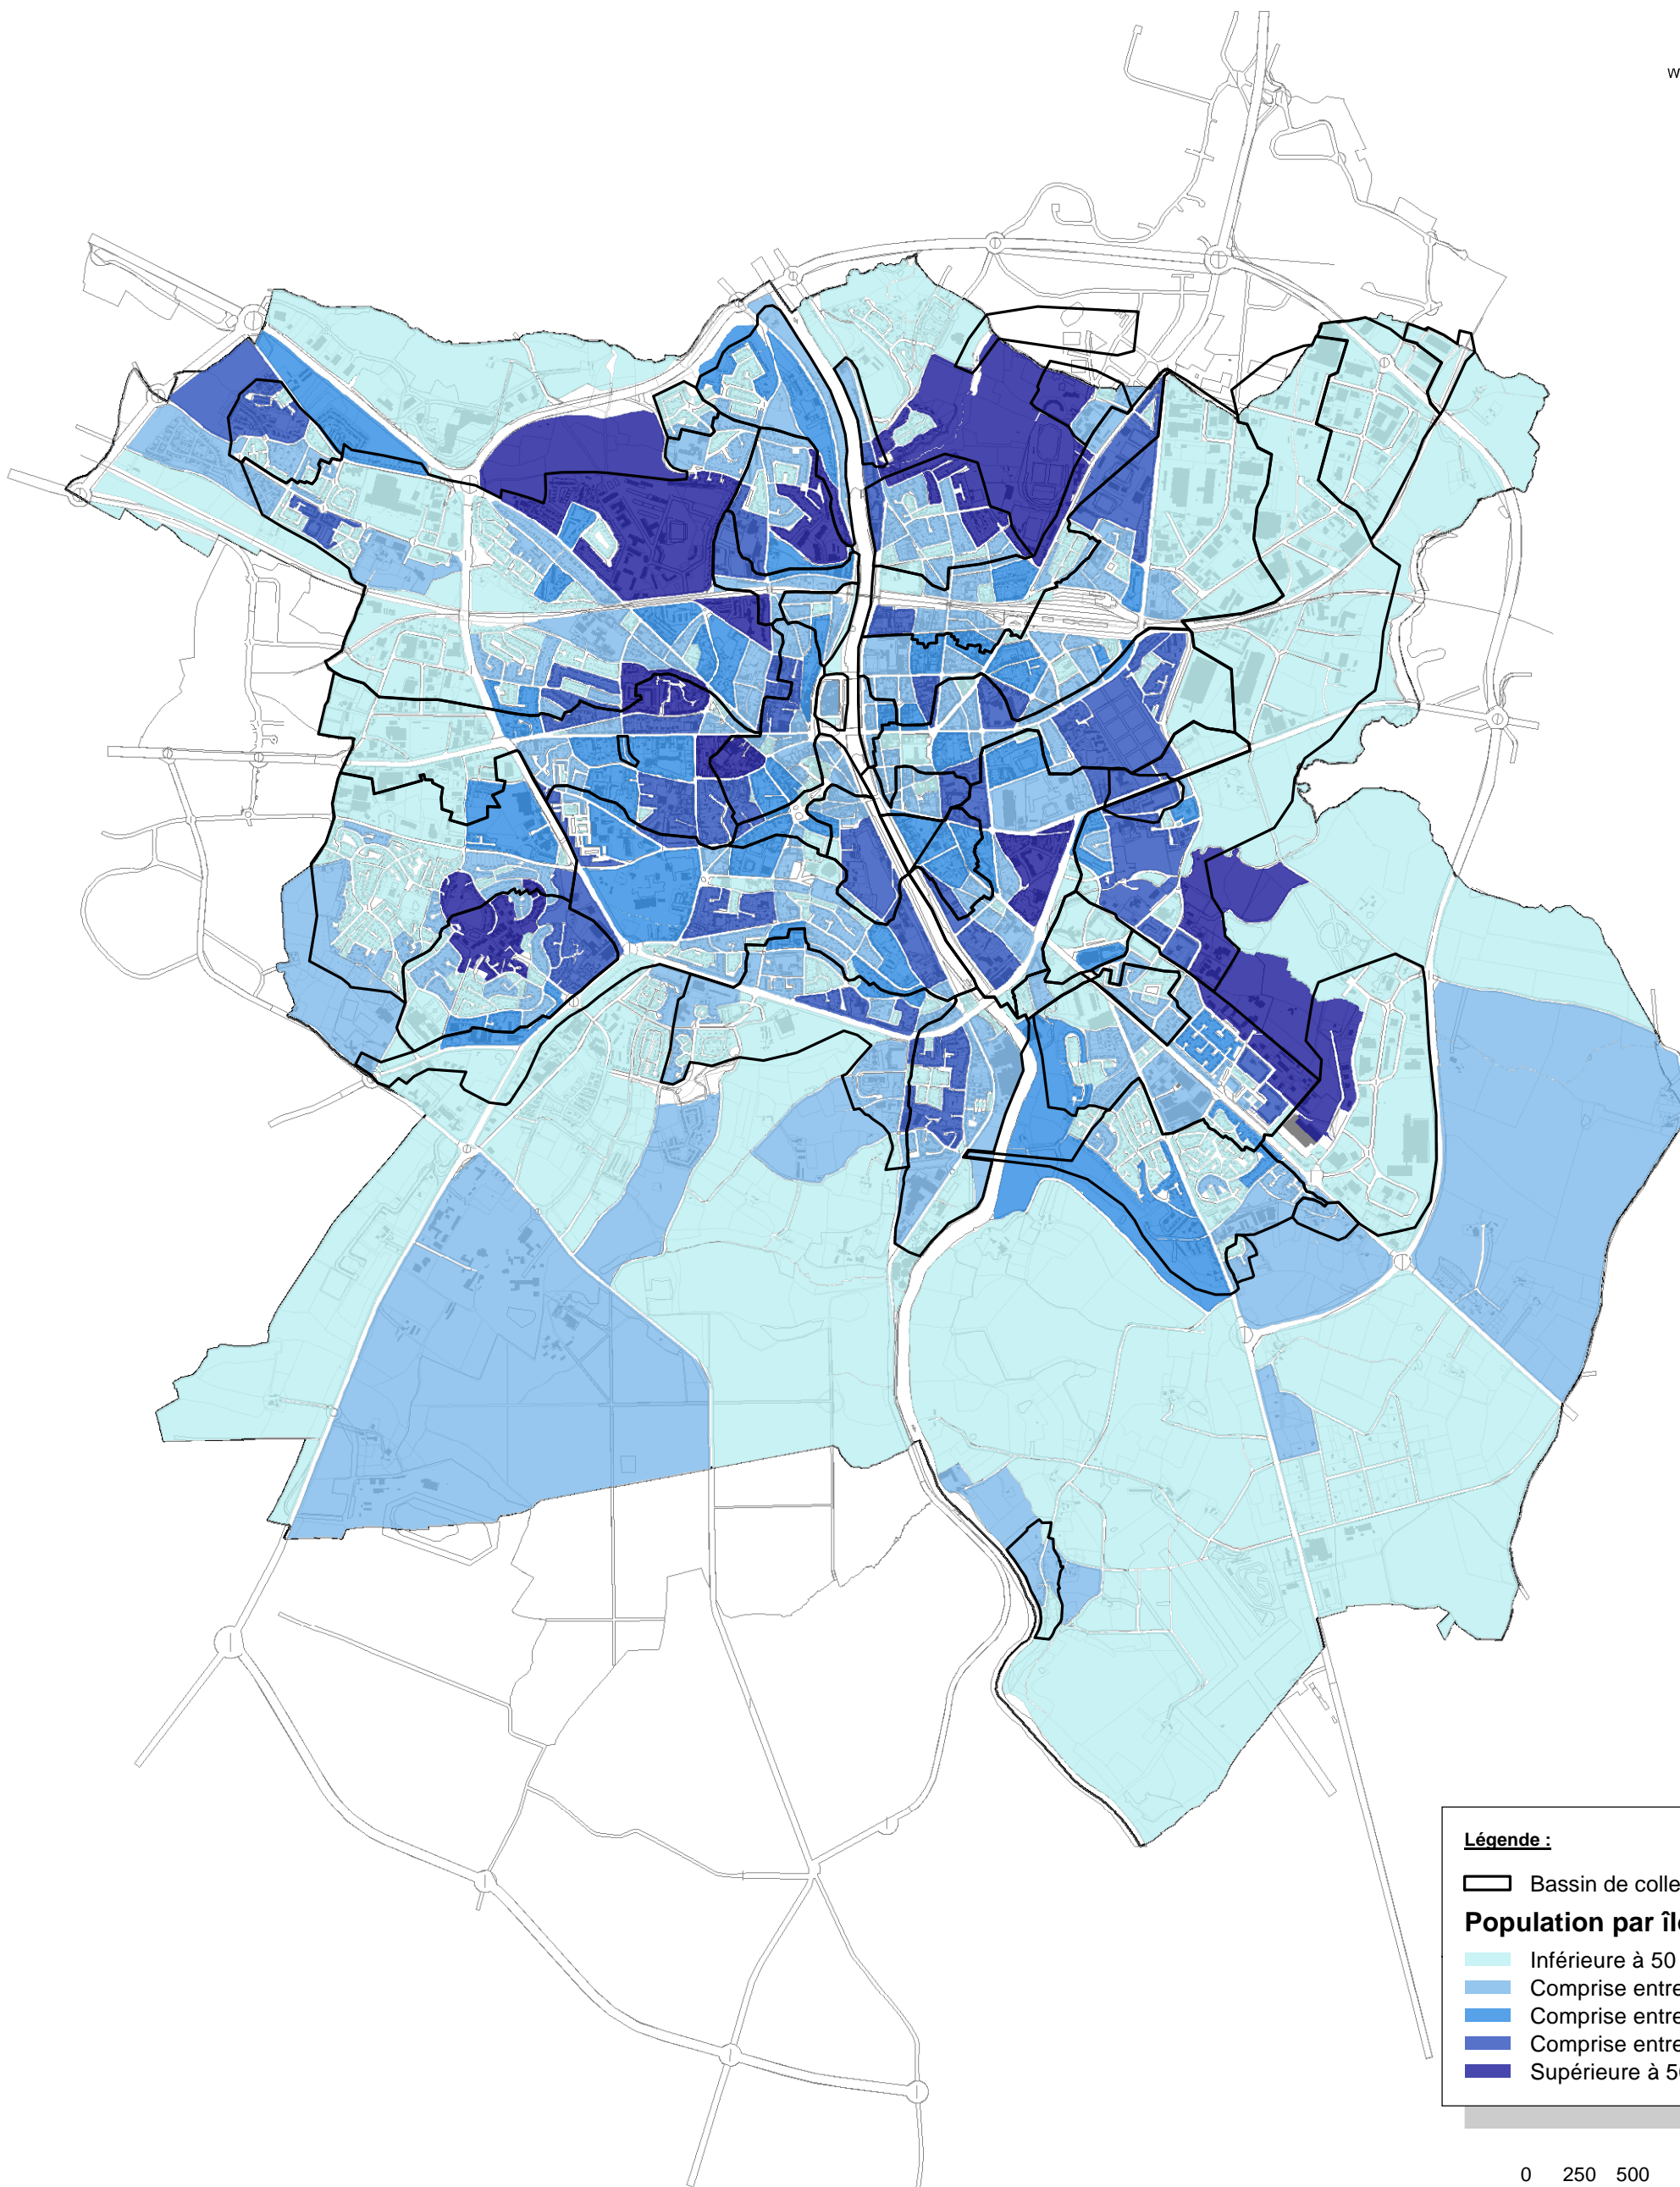 Légende :
Bassin de colle
Population par îl
Inférieure à 50
Comprise entre
Comprise entre
Comprise entre
Supérieure à 5
0 250 500